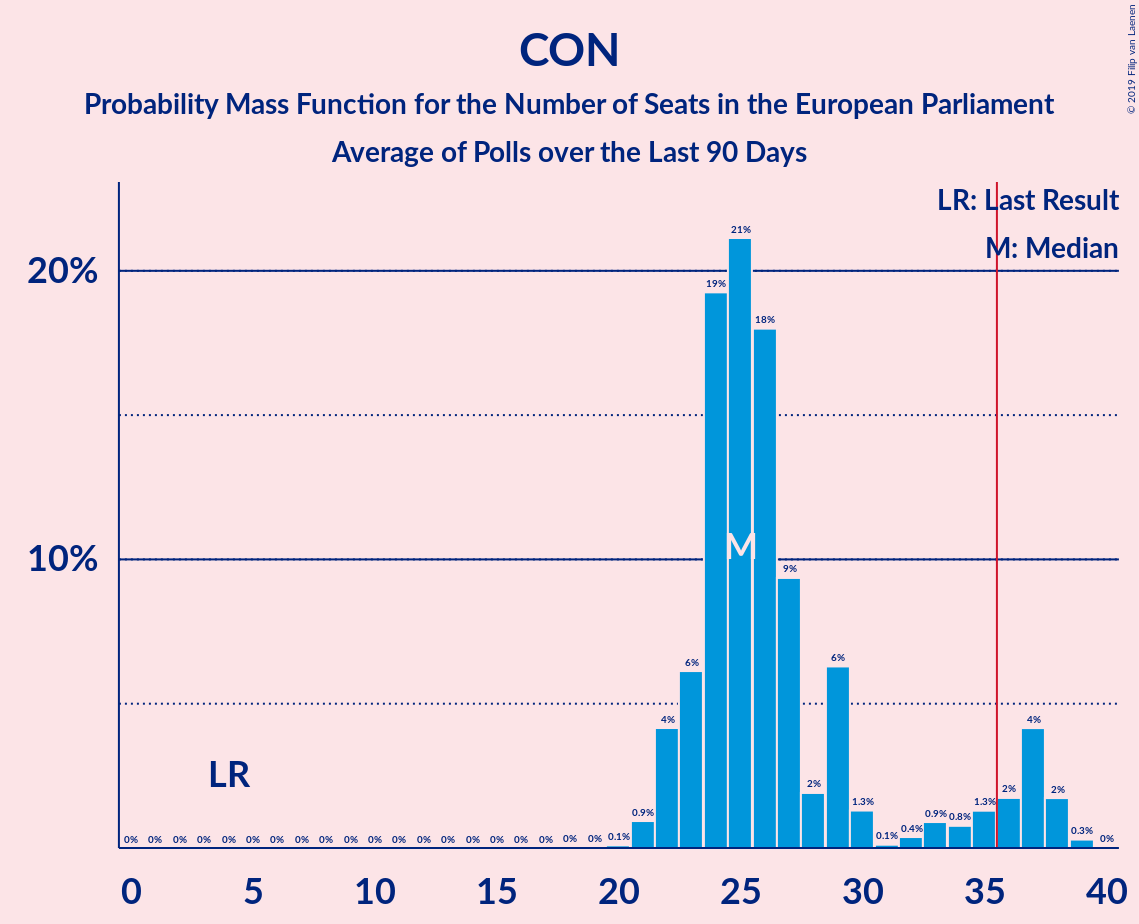 © 2019 Filip van Laenen
CON
Probability Mass Function for the Number of Seats in the European Parliament
Average of Polls over the Last 90 Days
LR: Last Result
M: Median
20%
10%
21%
19%
18%
M
9%
6% 6%
4% 4%
LR
2% 2% 2%
0% 0% 0% 0% 0% 0% 0% 0% 0% 0% 0% 0% 0% 0% 0% 0% 0% 0% 0% 0% 0.1% 0.9% 1.3% 0.1% 0.4% 0.9% 0.8% 1.3% 2% 0.3% 0%
0 5 10 15 20 25 30 35 40